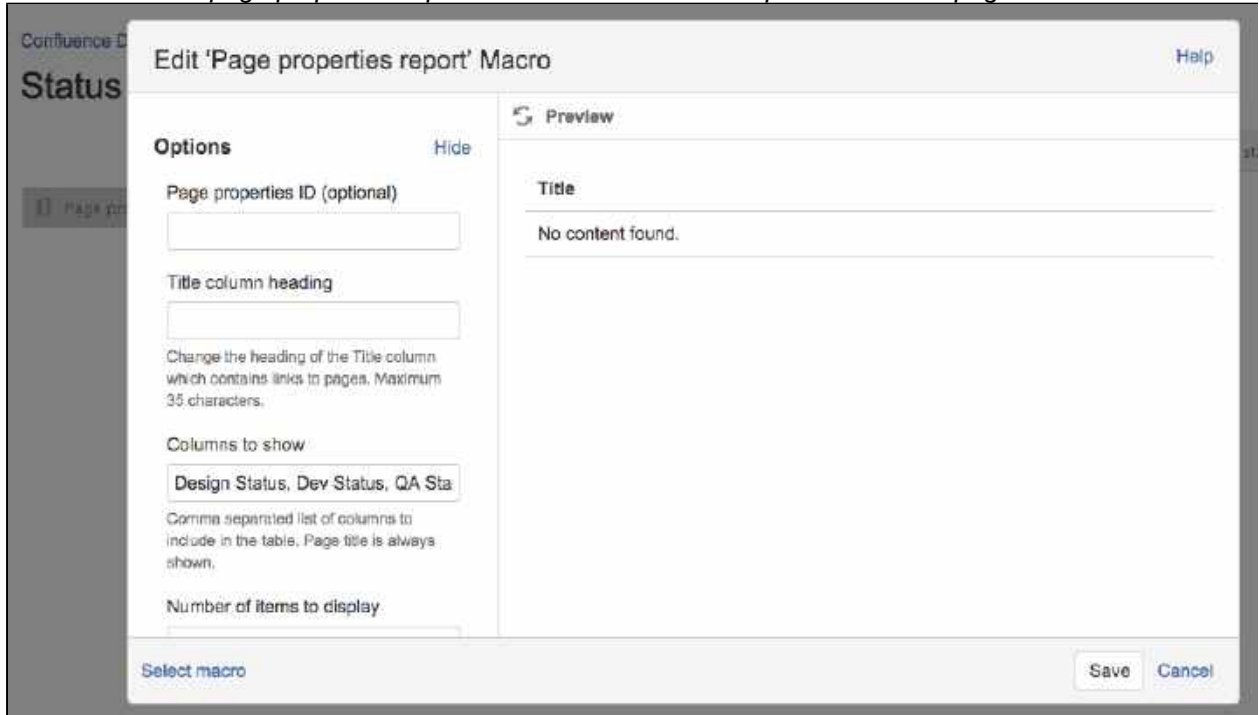 Confluence D
Status
Edit 'Page properties report' Macro
Help
Preview
Options
Hide
Page properties ID (optional)
Title column heading
Change the heading of the Title column
which contains links to pages. Maximum
35 characters.
Columns to show
Design Status, Dev Status, QA Sta
Comma separated list of columns to
include in the table. Page title is always
shown.
Number of items to display
Title
No content found.
Page pro
st
Select macro
Save
Cancel